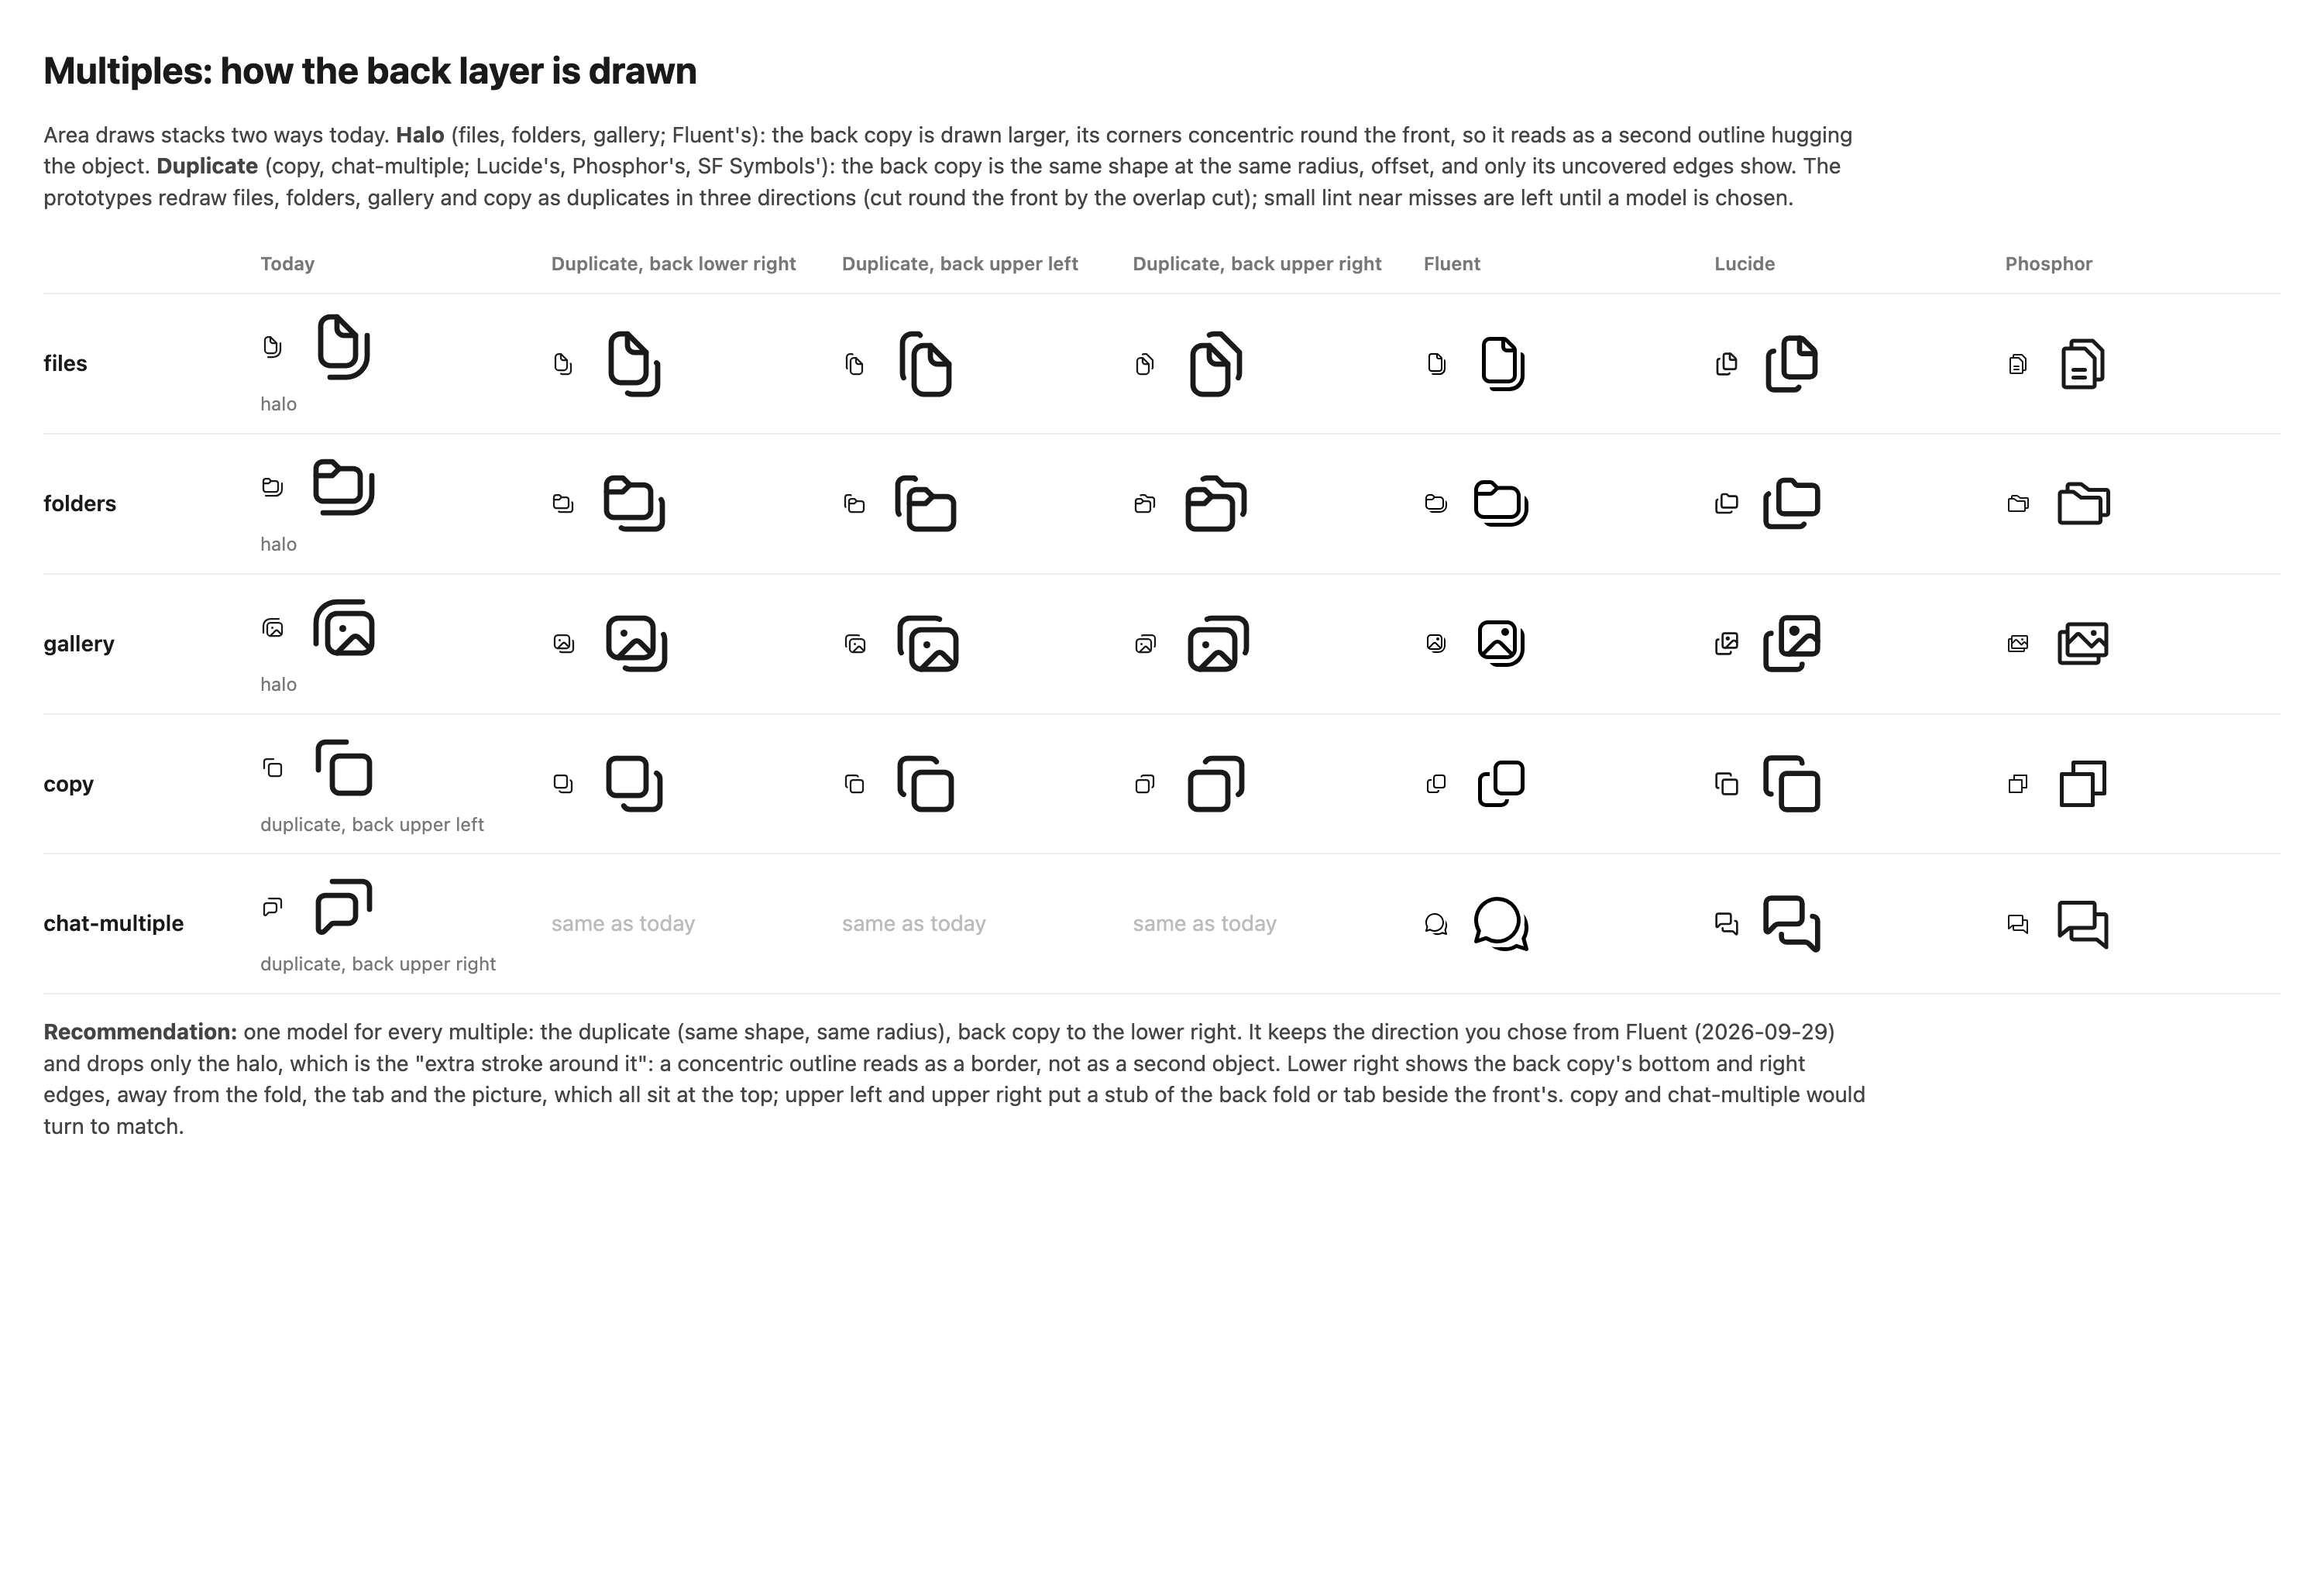 Multiples: how the back layer is drawn
Area draws stacks two ways today. Halo (files, folders, gallery; Fluent's): the back copy is drawn larger, its corners concentric round the front, so it reads as a second outline hugging
the object. Duplicate (copy, chat-multiple; Lucide's, Phosphor's, SF Symbols'): the back copy is the same shape at the same radius, offset, and only its uncovered edges show. The
prototypes redraw files, folders, gallery and copy as duplicates in three directions (cut round the front by the overlap cut); small lint near misses are left until a model is chosen.
Today Duplicate, back lower right Duplicate, back upper left Duplicate, back upper right Fluent Lucide Phosphor
files
halo
folders
halo
gallery
halo
copy
duplicate, back upper left
chat-multiple same as today same as today same as today
duplicate, back upper right
Recommendation: one model for every multiple: the duplicate (same shape, same radius), back copy to the lower right. It keeps the direction you chose from Fluent (2026-09-29)
and drops only the halo, which is the "extra stroke around it": a concentric outline reads as a border, not as a second object. Lower right shows the back copy's bottom and right
edges, away from the fold, the tab and the picture, which all sit at the top; upper left and upper right put a stub of the back fold or tab beside the front's. copy and chat-multiple would
turn to match.